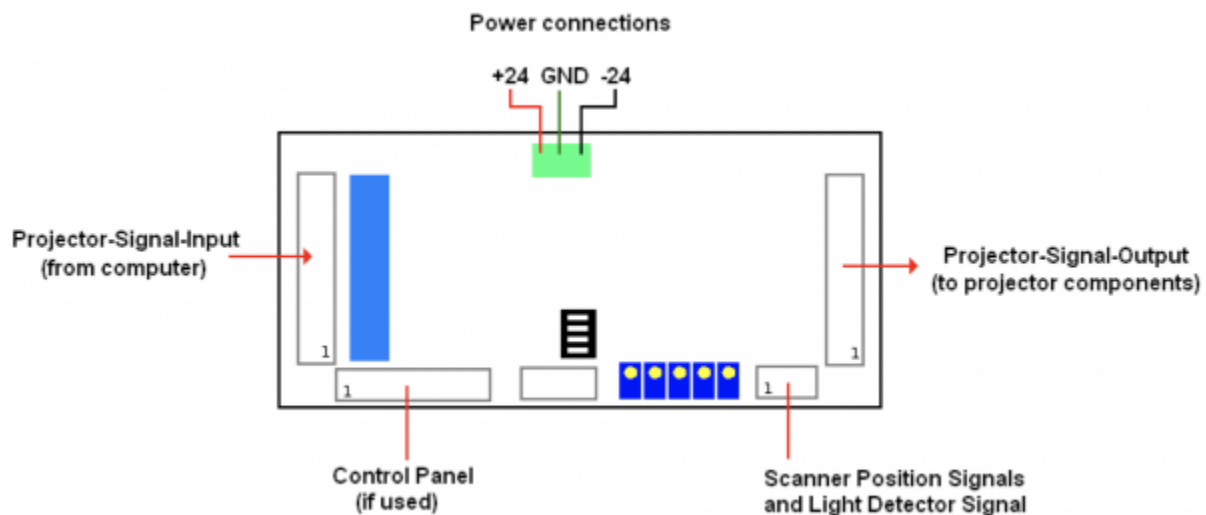 Power connections
+24 GND -24
Projector-Signal-Input
(from computer)
Projector-Signal-Output
(to projector components)
1
1
1
1
Control Panel
(if used)
Scanner Position Signals
and Light Detector Signal